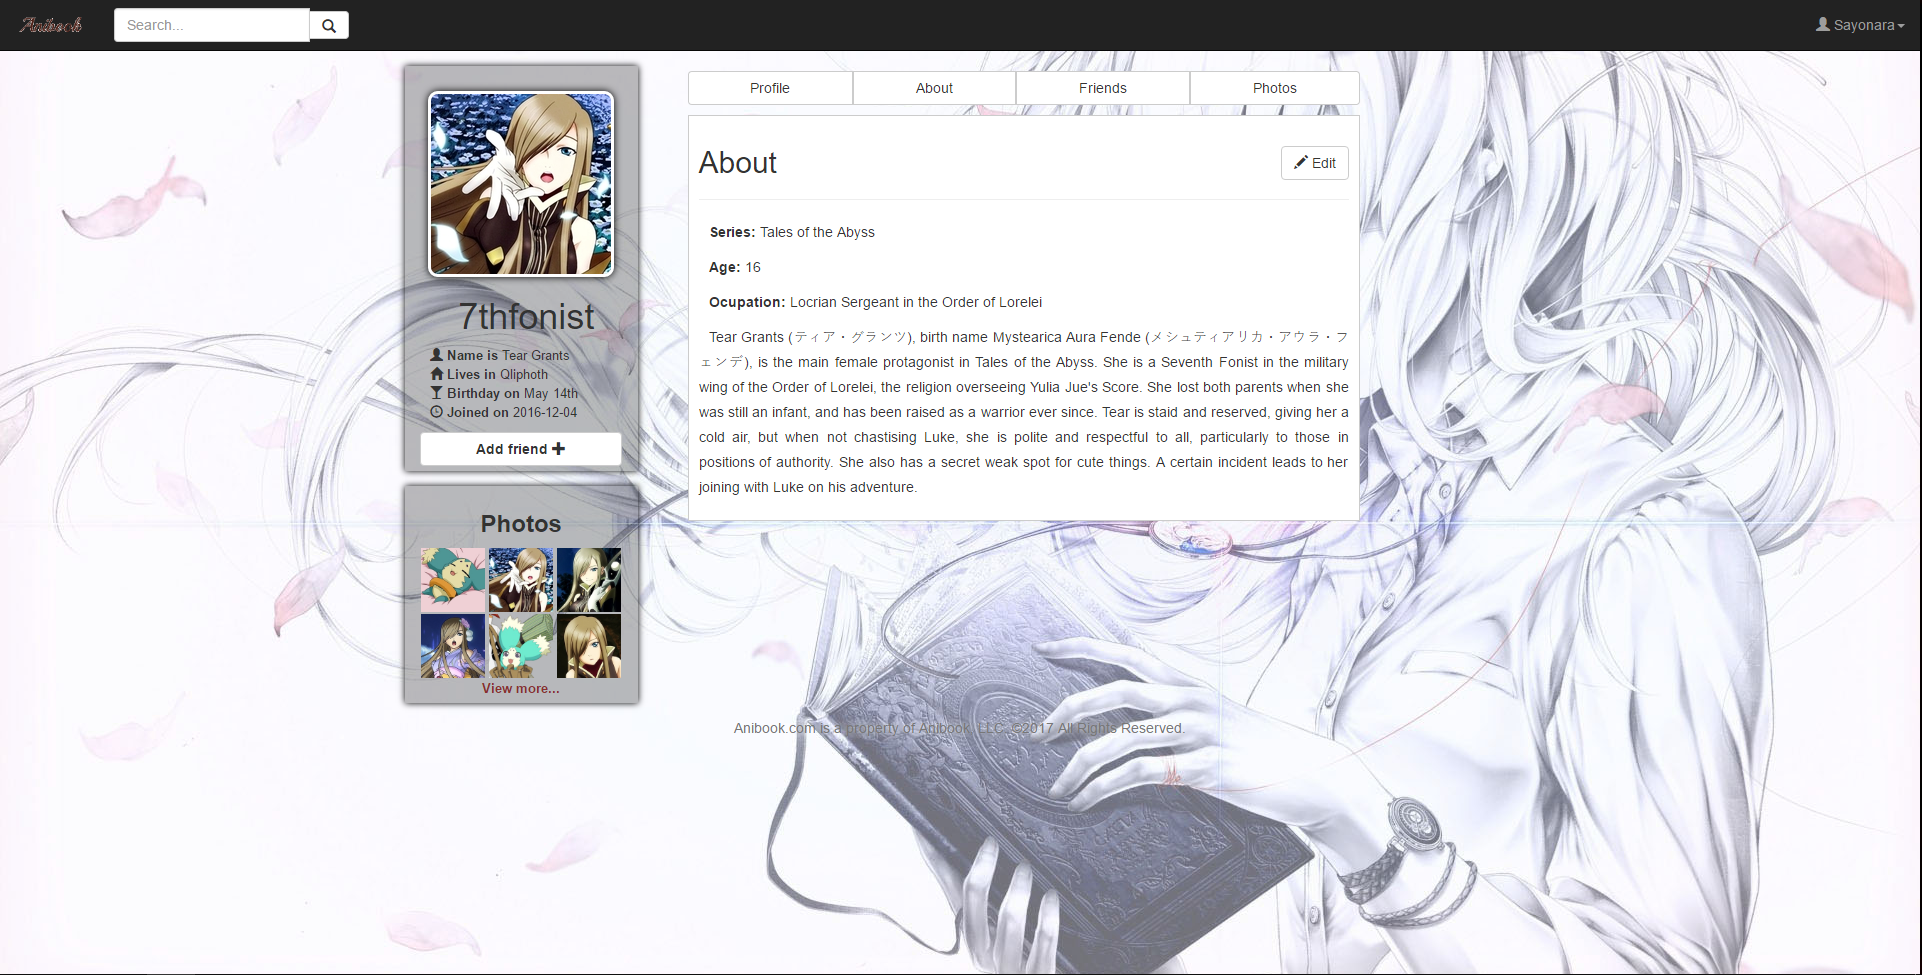 Anibook
Search...
Sayonara
7thfonist
Name is Tear Grants
Lives in Qliphoth
Birthday on May 14th
Joined on 2016-12-04
Add friend
Photos
View more...
Profile
About
Friends
Photos
About
Edit
Series: Tales of the Abyss
Age: 16
Ocupation: Locrian Sergeant in the Order of Lorelei
Tear Grants (ティア・グランツ), birth name Mystearica Aura Fende (メシュティアリカ・アウラ・フ
ェンデ), is the main female protagonist in Tales of the Abyss. She is a Seventh Fonist in the military
wing of the Order of Lorelei, the religion overseeing Yulia Jue's Score. She lost both parents when she
was still an infant, and has been raised as a warrior ever since. Tear is staid and reserved, giving her a
cold air, but when not chastising Luke, she is polite and respectful to all, particularly to those in
positions of authority. She also has a secret weak spot for cute things. A certain incident leads to her
joining with Luke on his adventure.
Anibook.com is a property of Anibook, LLC. ©2017 All Rights Reserved.